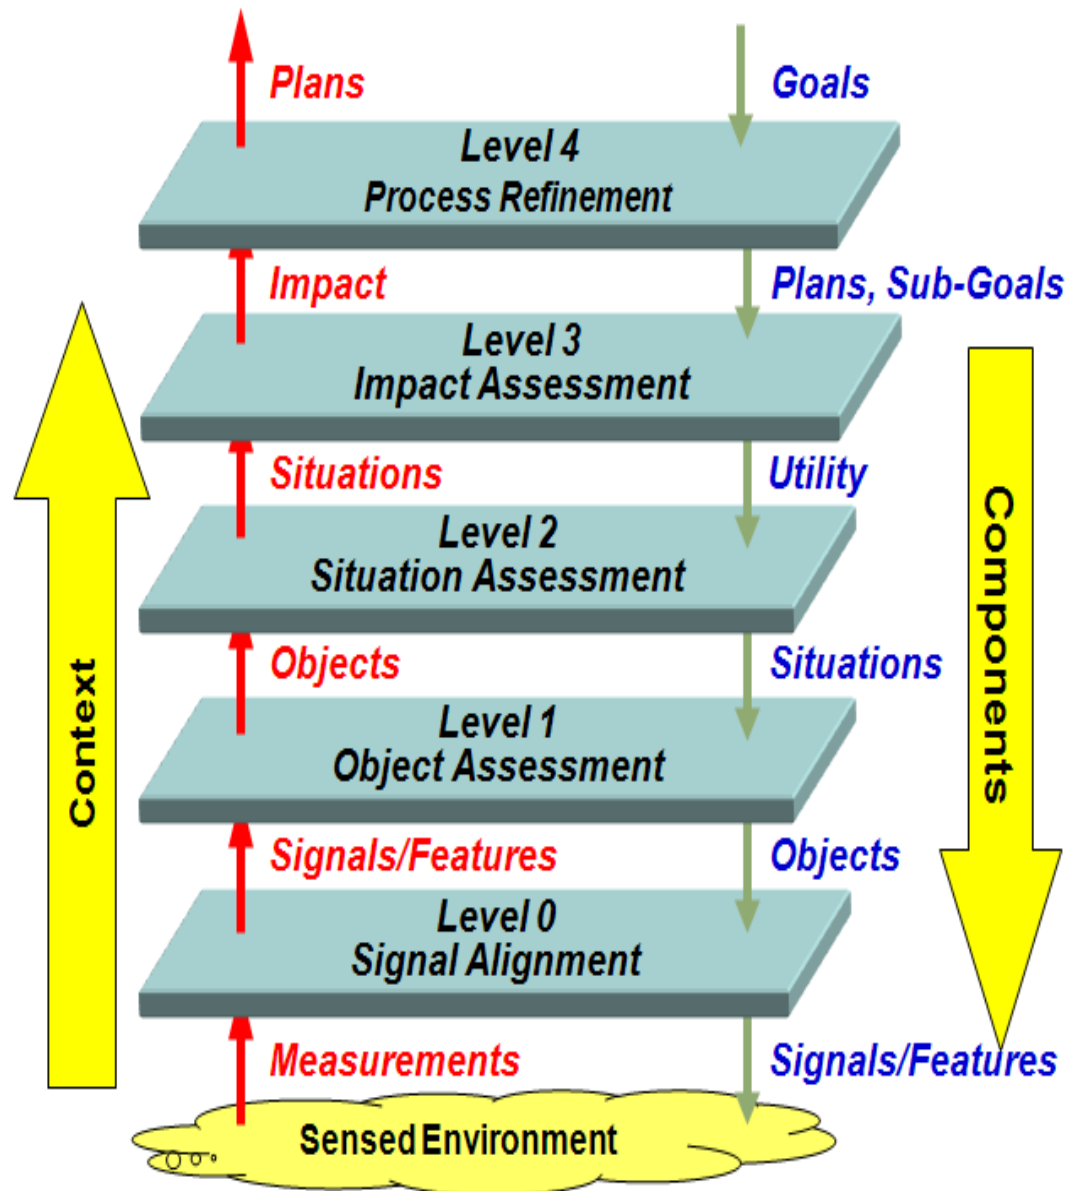 Plans
Goals
Level 4
Process Refinement
Impact
Plans, Sub-Goals
Level 3
Impact Assessment
Situations
Utility
Level 2
Situation Assessment
Objects
Situations
Level 1
Object Assessment
Signals/Features
Objects
Level 0
Signal Alignment
Measurements
Signals/Features
Sensed Environment
Context
Components